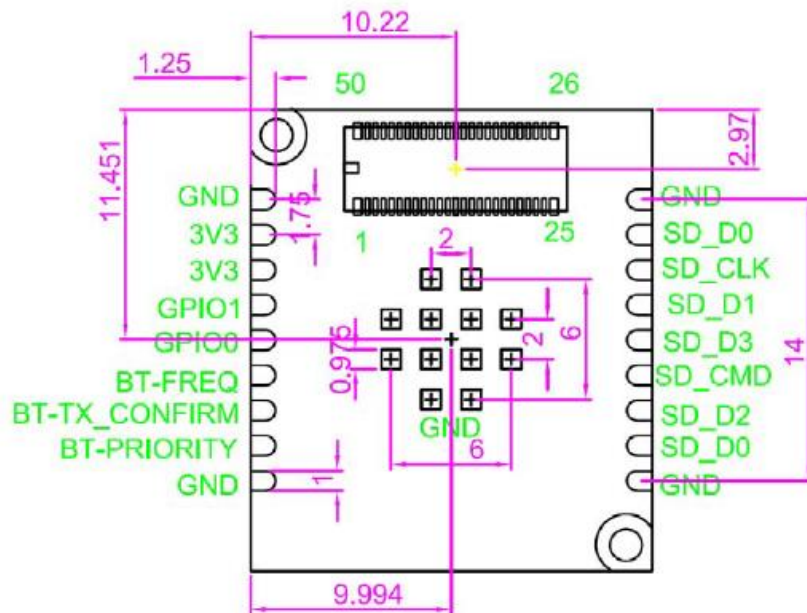 10.22
1.25
50
26
2.97
11.451
GND
GND
1.75
3V3
SD_D0
1
2
25
3V3
SD_CLK
GPIO1
SD_D1
GPIO0
SD_D3
0.975
2
6
14
BT-FREQ
SD_CMD
BT-TX_CONFIRM
SD_D2
GND
BT-PRIORITY
6
SD_D0
GND
1
GND
9.994